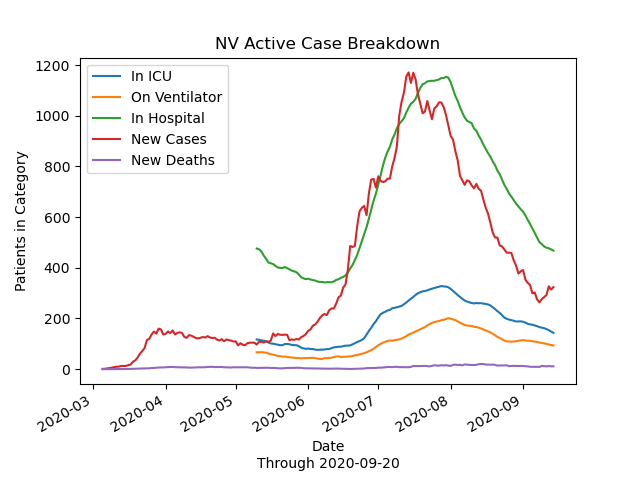 NV Active Case Breakdown
1200
1000
800
600
400
200
0
Patients in Category
In ICU
On Ventilator
In Hospital
New Cases
New Deaths
2020-03
2020-04
2020-05
2020-06
2020-07
2020-08
2020-09
Date
Through 2020-09-20